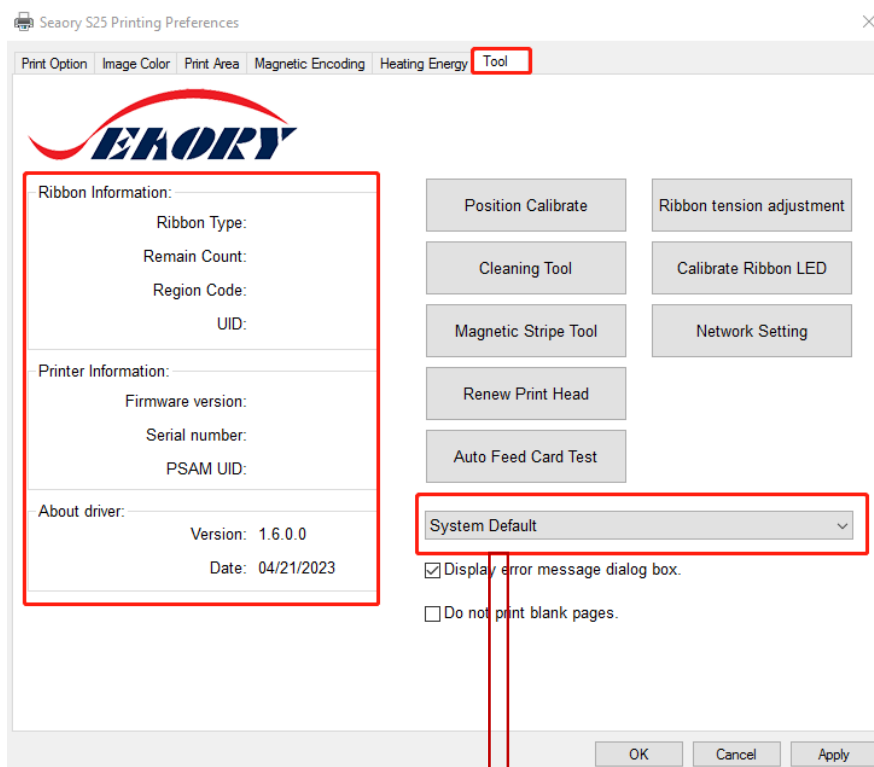 Seaory S25 Printing Preferences
Print Option Image Color Print Area Magnetic Encoding Heating Energy Tool
SEAORY
Ribbon Information:
Ribbon Type:
Remain Count:
Region Code:
UID:
Printer Information:
Firmware version:
Serial number:
PSAM UID:
About driver:
Version: 1.6.0.0
Date: 04/21/2023
Position Calibrate Ribbon tension adjustment
Cleaning Tool Calibrate Ribbon LED
Magnetic Stripe Tool Network Setting
Renew Print Head
Auto Feed Card Test
System Default
Display error message dialog box.
Do not print blank pages.
OK Cancel Apply